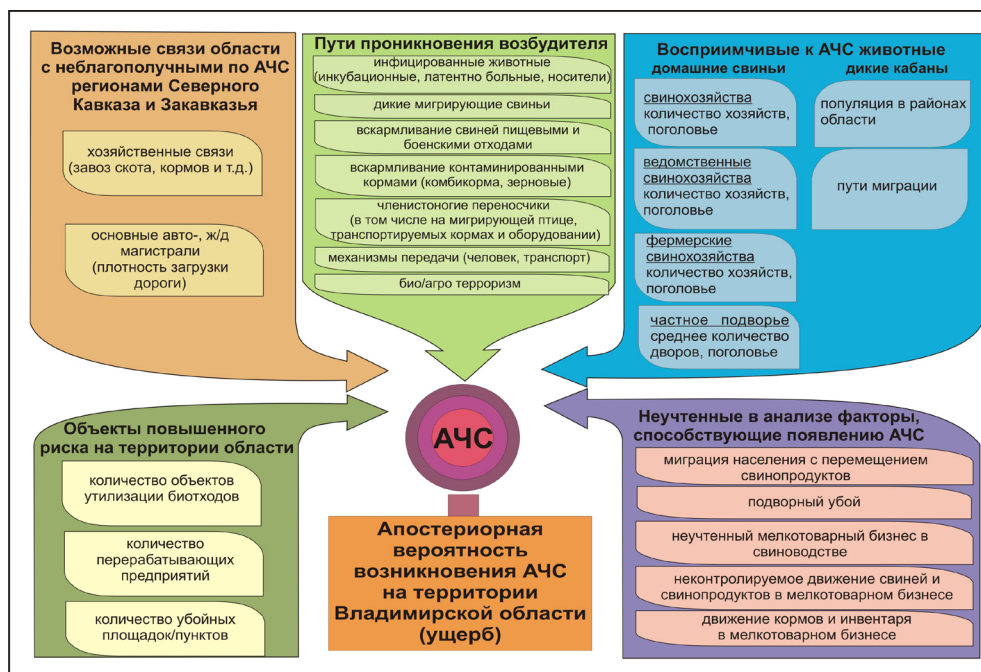 Возможные связи области
с неблагополучными по АЧС
регионами Северного
Кавказа и Закавказья
хозяйственные связи
(завоз скота, кормов и т.д.)
основные авто-, ж/д
магистрали
(плотность загрузки
дороги)
Пути проникновения возбудителя
инфицированные животные
(инкубационные, латентно больные, носители)
дикие мигрирующие свиньи
вскармливание свиней пищевыми и
боенскими отходами
вскармливание контаминированными
кормами (комбикорма, зерновые)
членистоногие переносчики
(в том числе на мигрирующей птице,
транспортируемых кормах и оборудовании)
механизмы передачи (человек, транспорт)
био/агро терроризм
Восприимчивые к АЧС животные
домашние свиньи
свинохозяйства
количество хозяйств,
поголовье
ведомственные
свинохозяйства
количество хозяйств,
поголовье
фермерские
свинохозяйства
количество хозяйств,
поголовье
частное подворье
среднее количество
дворов, поголовье
дикие кабаны
популяция в районах
области
пути миграции
АЧС
Объекты повышенного
риска на территории области
количество объектов
утилизации биотходов
количество
перерабатывающих
предприятий
количество убойных
площадок/пунктов
Апостериорная
вероятность
возникновения АЧС
на территории
Владимирской области
(ущерб)
Неучтенные в анализе факторы,
способствующие появлению АЧС
миграция населения с перемещением
свинопродуктов
подворный убой
неучтенный мелкотоварный бизнес в
свиноводстве
неконтролируемое движение свиней и
свинопродуктов в мелкотоварном бизнесе
движение кормов и инвентаря
в мелкотоварном бизнесе